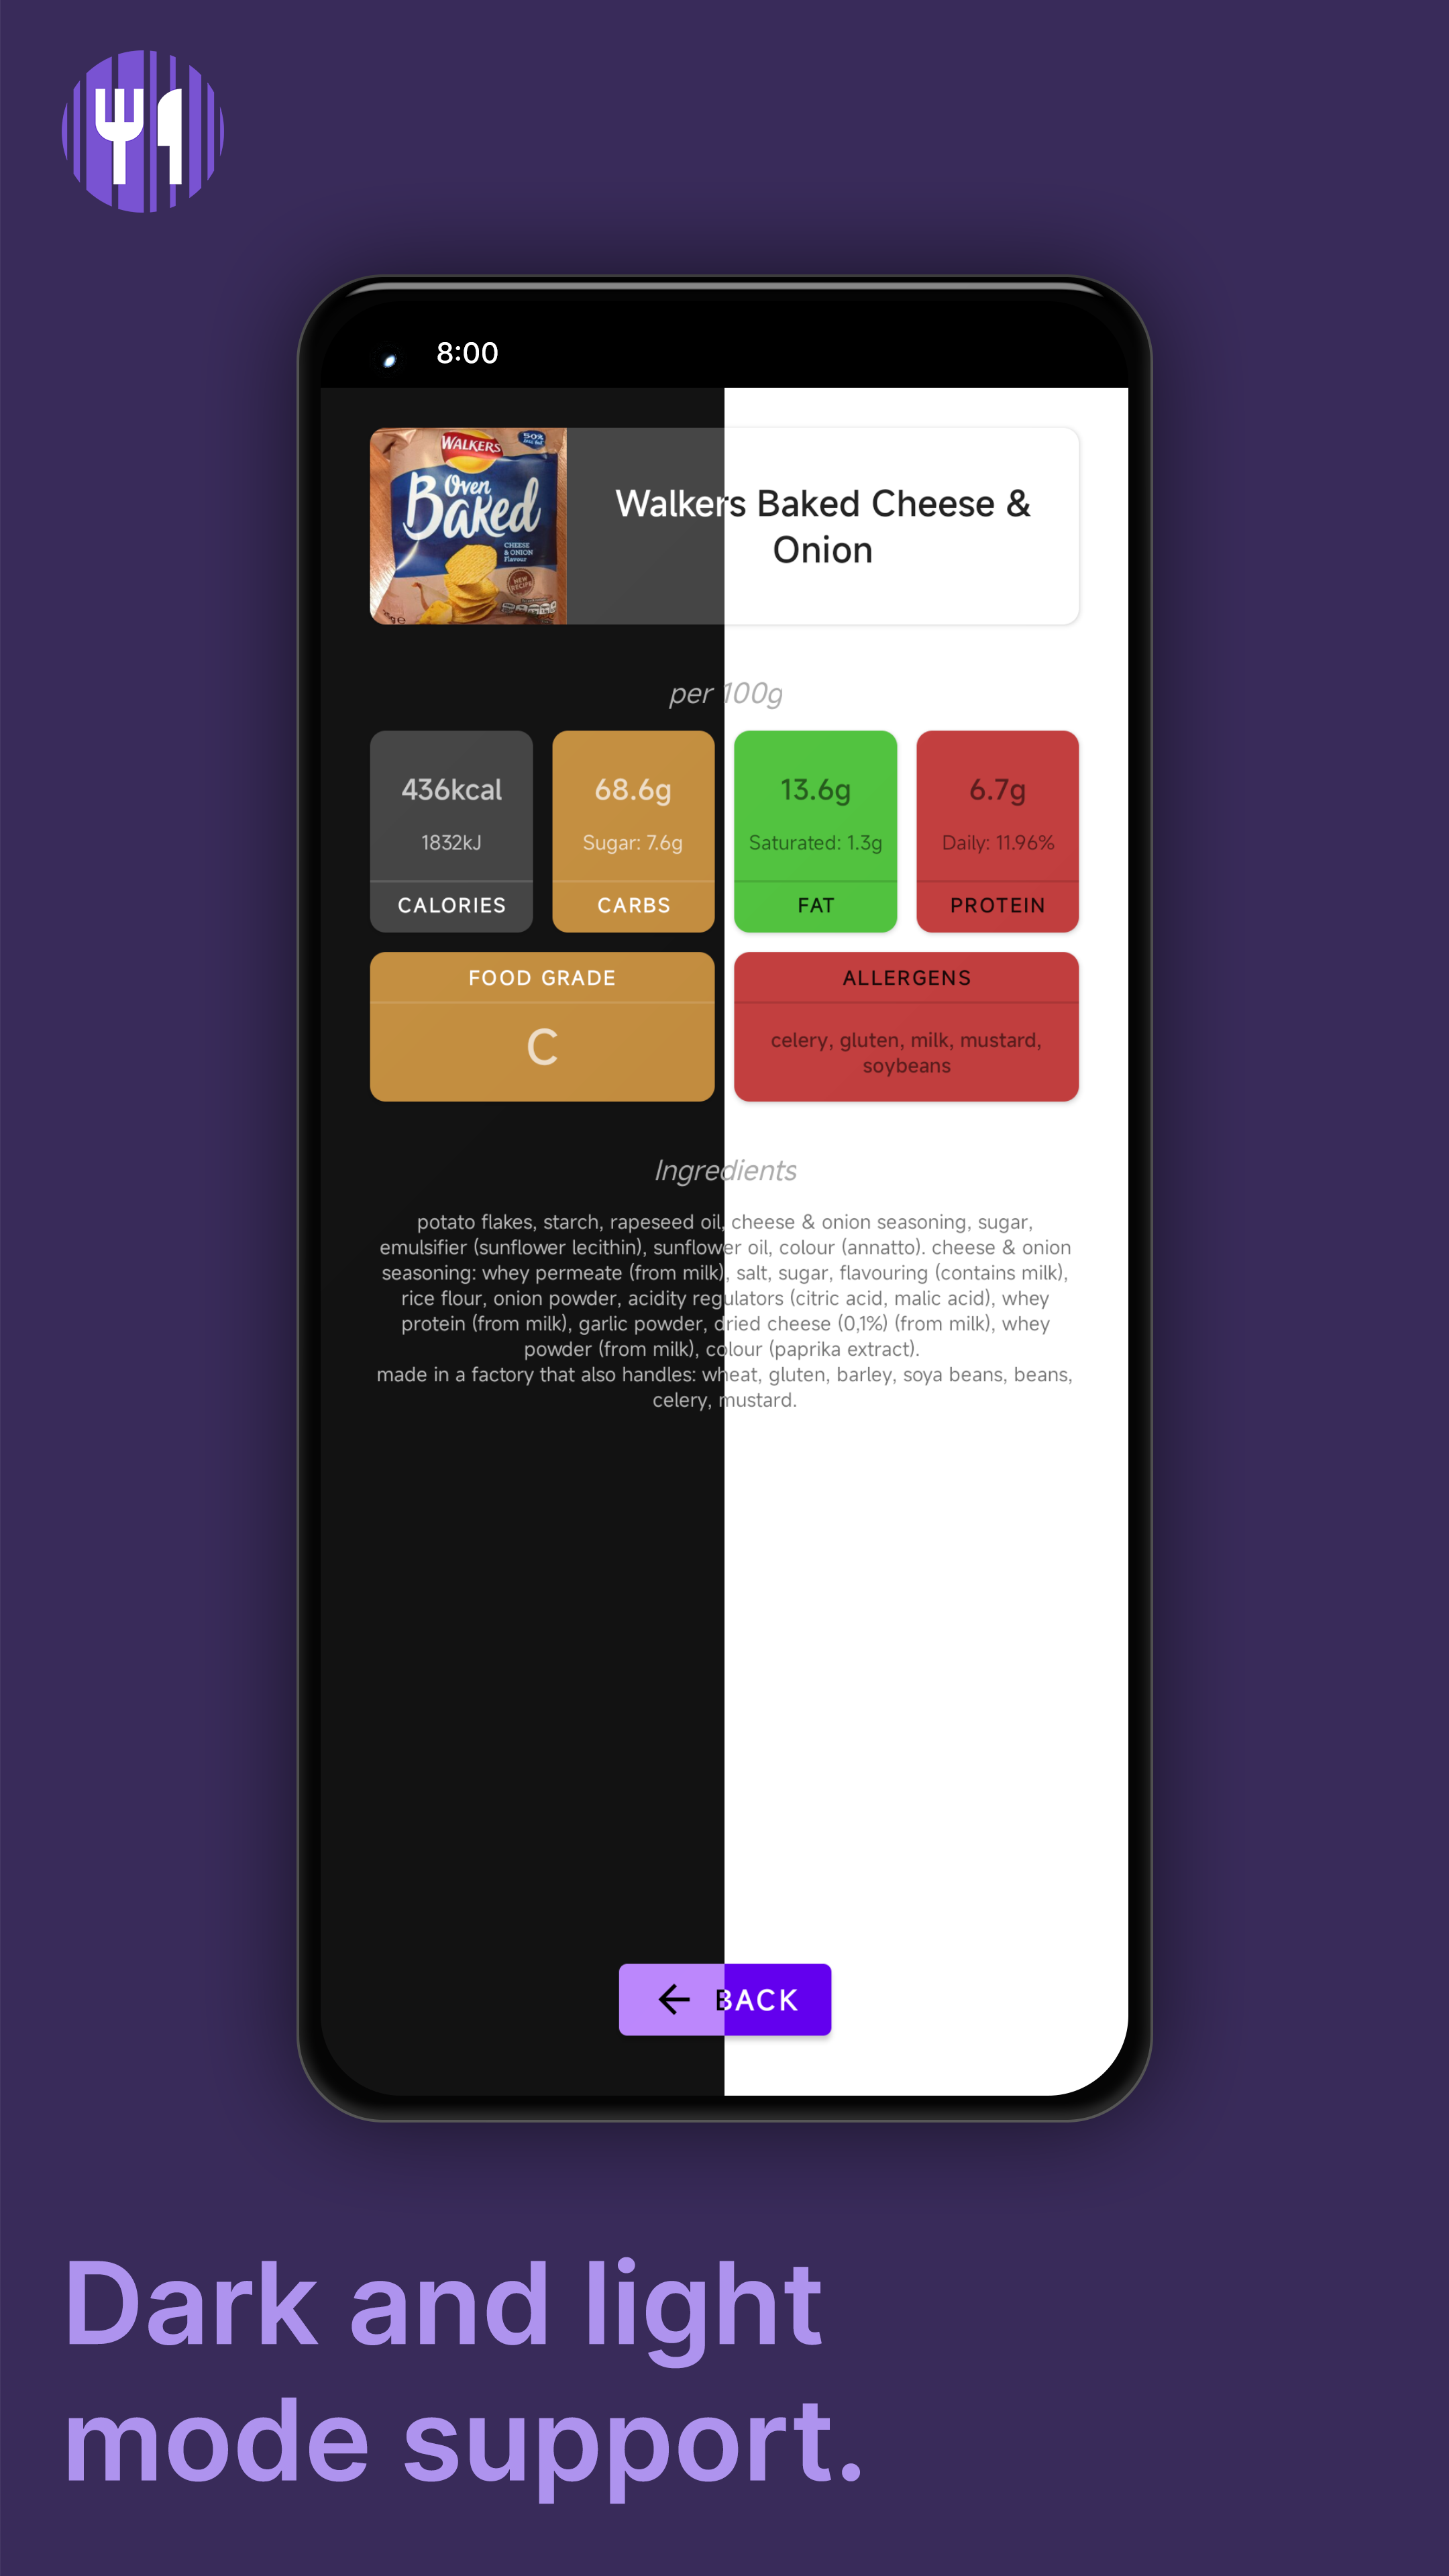 8:00
WALKERS
50%
Oven
Baked
CHEESE
& ONION
Flavour
NEW
RECIPE
Walkers Baked Cheese &
Onion
per 100g
436kcal
1832kJ
CALORIES
68.6g
Sugar: 7.6g
CARBS
13.6g
Saturated: 1.3g
FAT
6.7g
Daily: 11.96%
PROTEIN
FOOD GRADE
C
ALLERGENS
celery, gluten, milk, mustard,
soybeans
Ingredients
potato flakes, starch, rapeseed oil, cheese & onion seasoning, sugar,
emulsifier (sunflower lecithin), sunflower oil, colour (annatto). cheese & onion
seasoning: whey permeate (from milk), salt, sugar, flavouring (contains milk),
rice flour, onion powder, acidity regulators (citric acid, malic acid), whey
protein (from milk), garlic powder, dried cheese (0,1%) (from milk), whey
powder (from milk), colour (paprika extract).
made in a factory that also handles: wheat, gluten, barley, soya beans, beans,
celery, mustard.
BACK
Dark and light
mode support.